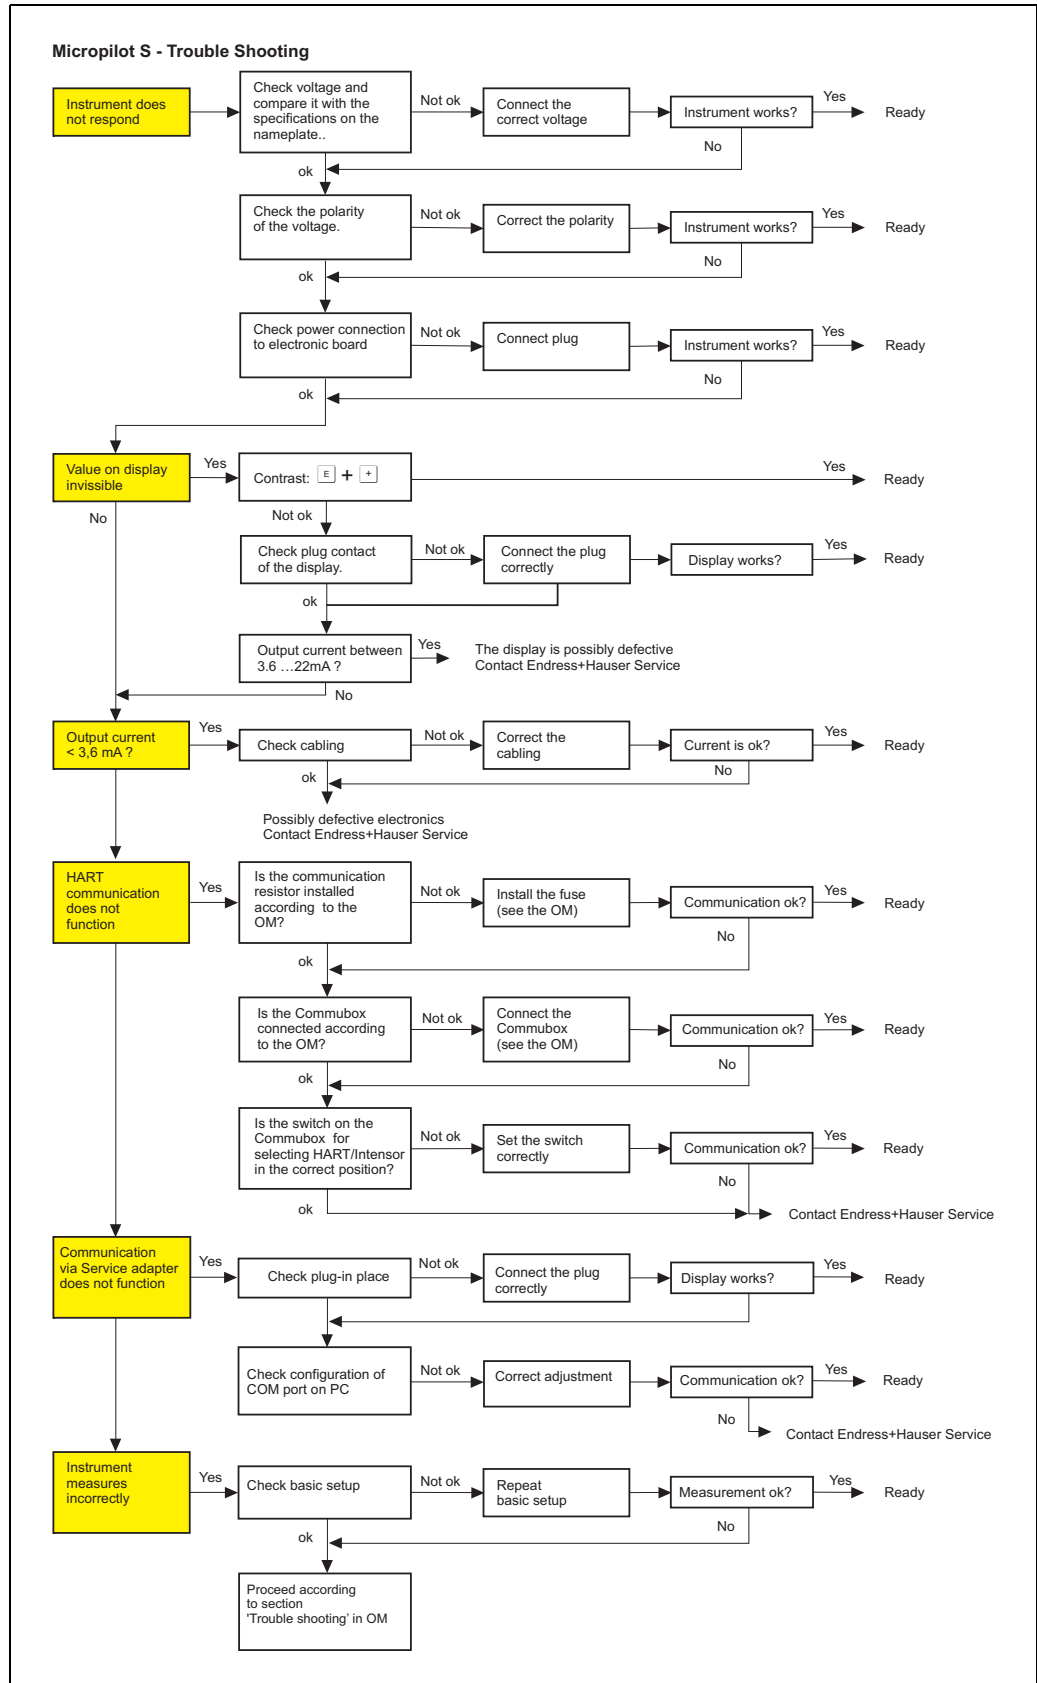 Micropilot S - Trouble Shooting
Instrument does
not respond
Check voltage and
compare it with the
specifications on the
nameplate..
Not ok
Connect the
correct voltage
Instrument works?
Yes
Ready
No
ok
Check the polarity
of the voltage.
Not ok
Correct the polarity
Instrument works?
Yes
Ready
No
ok
Check power connection
to electronic board
Not ok
Connect plug
Instrument works?
Yes
Ready
No
ok
Value on display
invissible
Yes
Contrast: E + +
Yes
Ready
No
Not ok
Check plug contact
of the display.
Not ok
Connect the plug
correctly
Display works?
Yes
Ready
ok
Output current between
3.6 ...22mA ?
Yes
The display is possibly defective
Contact Endress+Hauser Service
No
Output current
< 3,6 mA ?
Yes
Check cabling
Not ok
Correct the
cabling
Current is ok?
Yes
Ready
No
ok
Possibly defective electronics
Contact Endress+Hauser Service
HART
communication
does not
function
Yes
Is the communication
resistor installed
according to the
OM?
Not ok
Install the fuse
(see the OM)
Communication ok?
Yes
Ready
No
ok
Is the Commubox
connected according
to the OM?
Not ok
Connect the
Commubox
(see the OM)
Communication ok?
Yes
Ready
No
ok
Is the switch on the
Commubox for
selecting HART/Intensor
in the correct position?
Not ok
Set the switch
correctly
Communication ok?
Yes
Ready
No
ok
Contact Endress+Hauser Service
Communication
via Service adapter
does not function
Yes
Check plug-in place
Not ok
Connect the plug
correctly
Display works?
Yes
Ready
Check configuration of
COM port on PC
Not ok
Correct adjustment
Communication ok?
Yes
Ready
No
Contact Endress+Hauser Service
Instrument
measures
incorrectly
Yes
Check basic setup
Not ok
Repeat
basic setup
Measurement ok?
Yes
Ready
No
ok
Proceed according
to section
'Trouble shooting' in OM